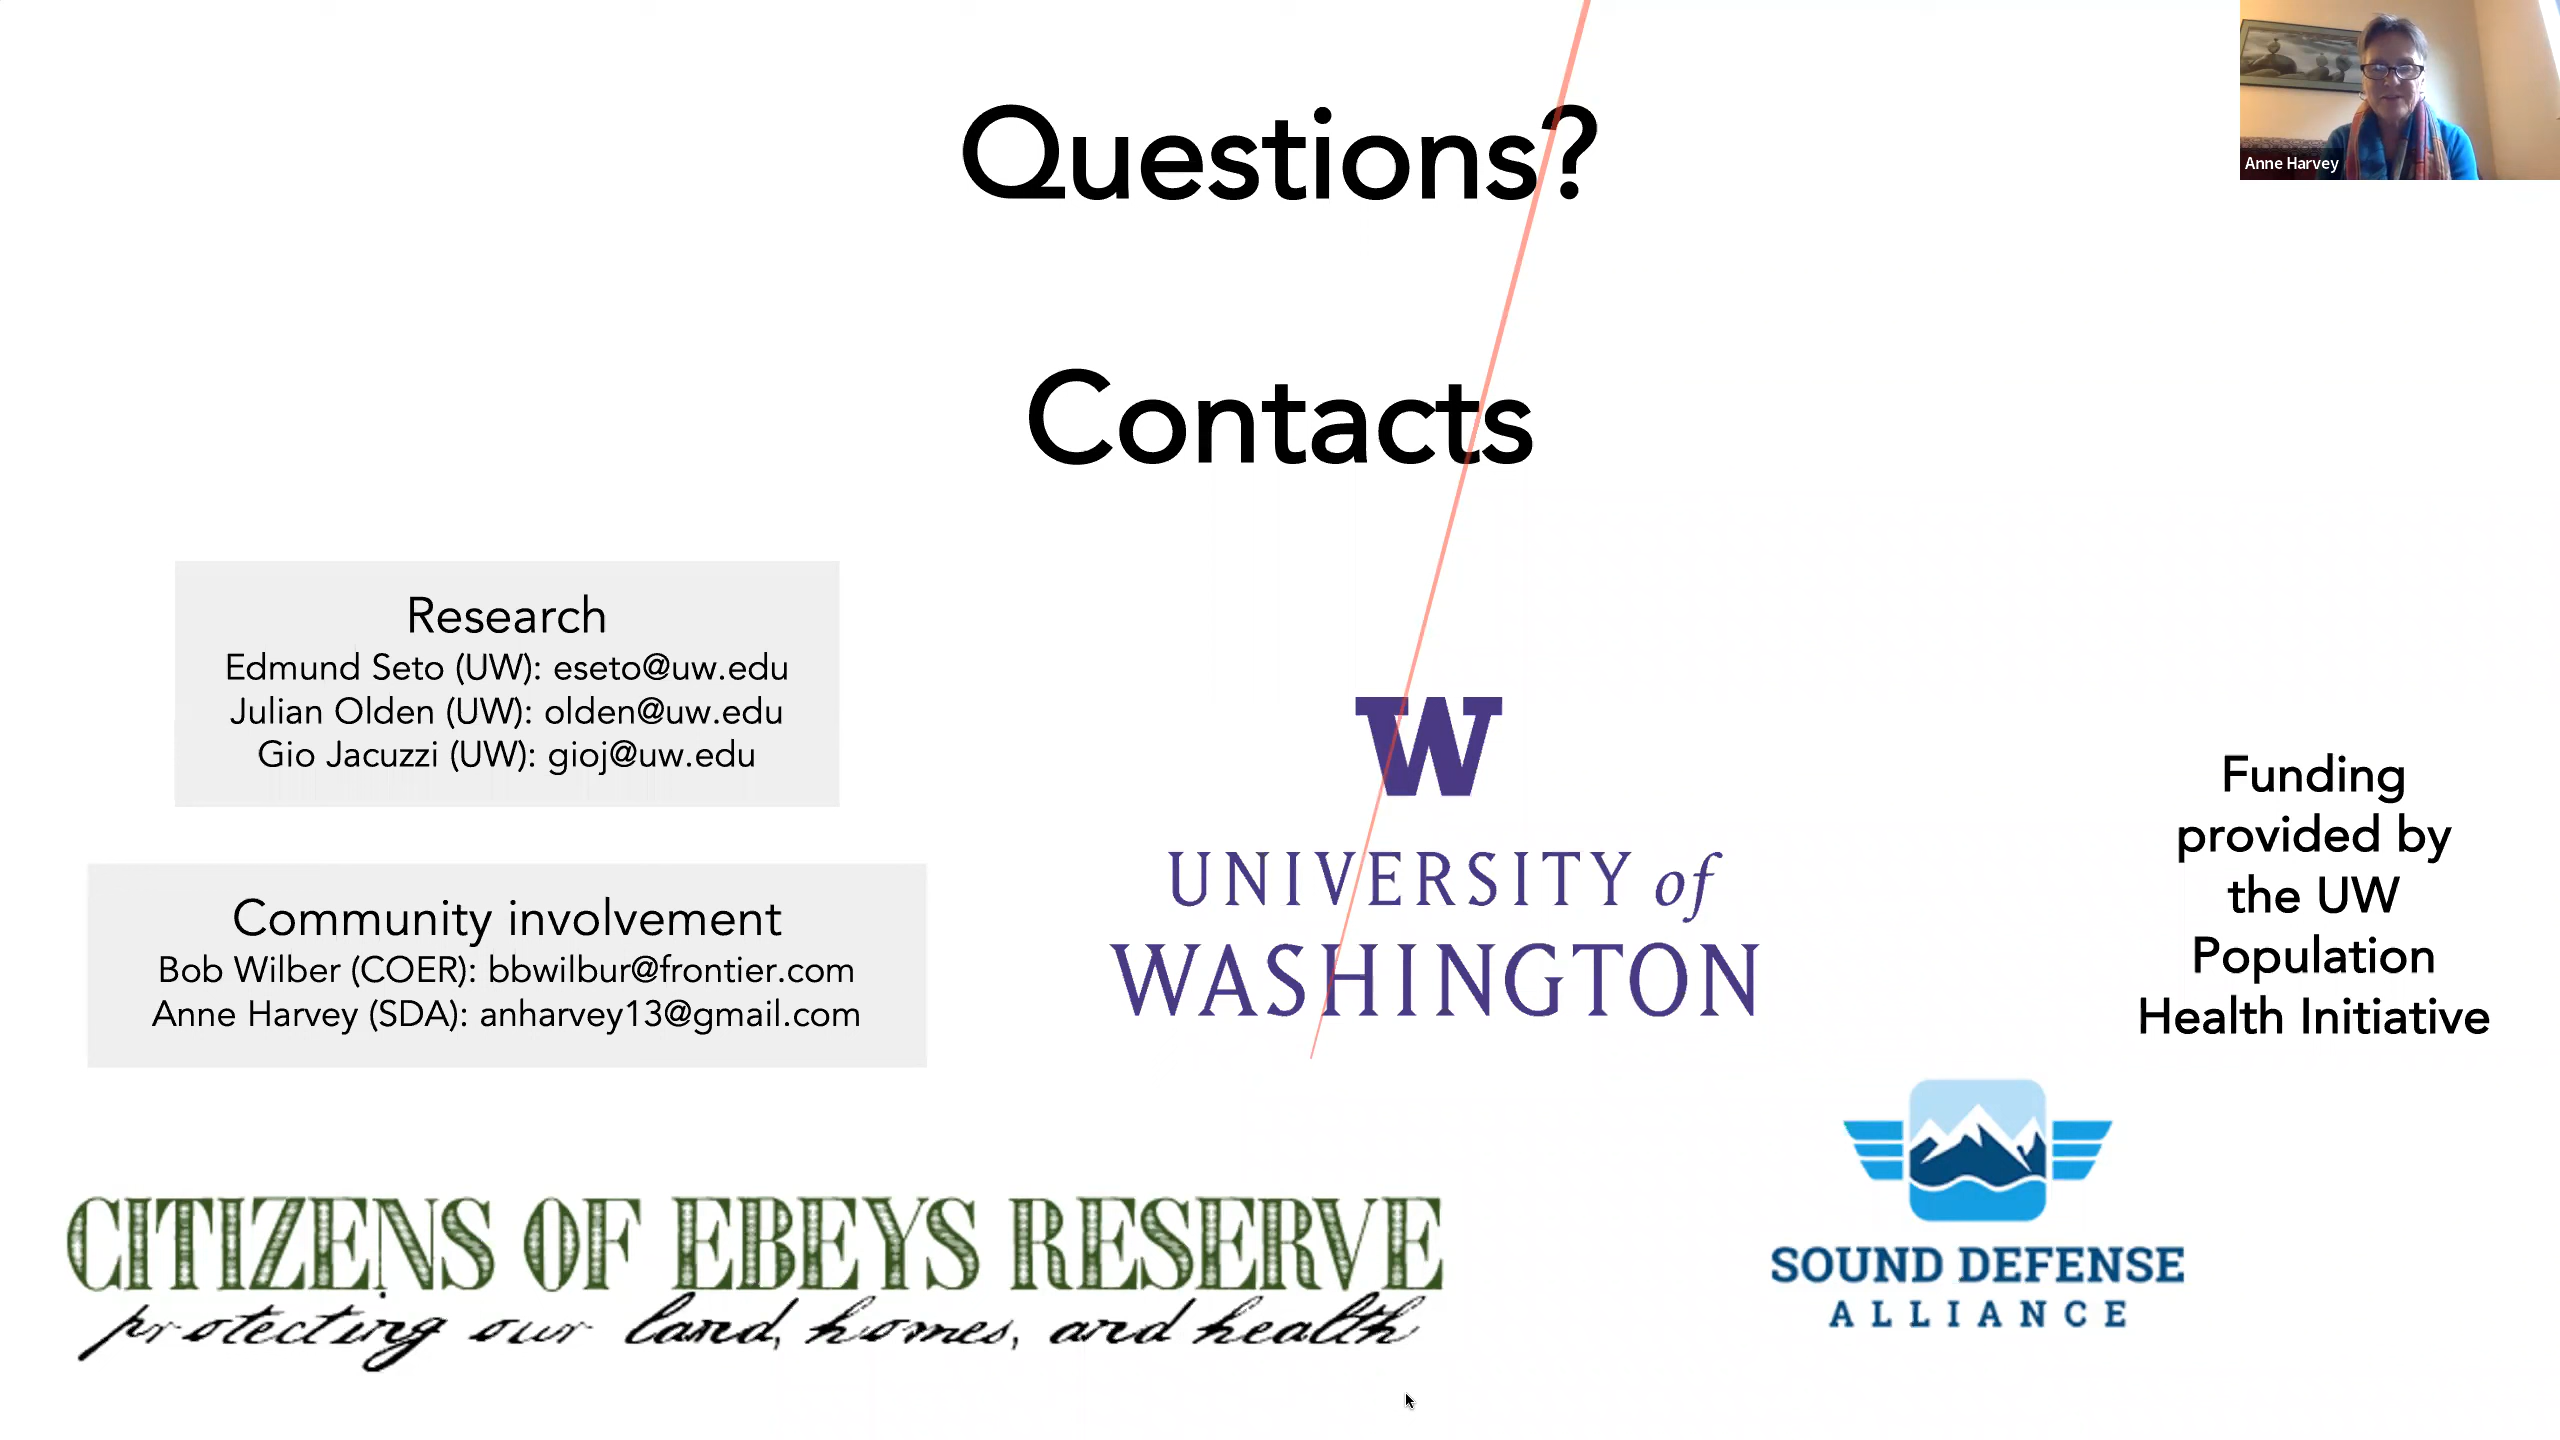 Questions?
Anne Harvey
Contacts
Research
Edmund Seto (UW): eseto@uw.edu
Julian Olden (UW): olden@uw.edu
Gio Jacuzzi (UW): gioj@uw.edu
Community involvement
Bob Wilber (COER): bbwilbur@frontier.com
Anne Harvey (SDA): anharvey13@gmail.com
W
UNIVERSITY of
WASHINGTON
Funding
provided by
the UW
Population
Health Initiative
CITIZENS OF EBEYS RESERVE
protecting our land, homes, and health
SOUND DEFENSE
ALLIANCE